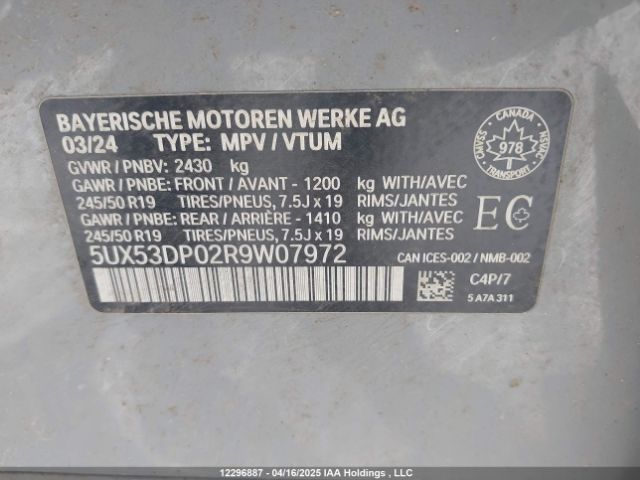 BAYERISCHE MOTOREN WERKE AG
03/24 TYPE: MPV / VTUM
GVWR / PNBV: 2430 kg
GAWR / PNBE: FRONT / AVANT - 1200 kg WITH/AVEC
245/50 R19 TIRES/PNEUS, 7.5J x 19 RIMS/JANTES
GAWR / PNBE: REAR / ARRIÈRE - 1410 kg WITH/AVEC
245/50 R19 TIRES/PNEUS, 7.5J x 19 RIMS/JANTES
5UX53DP02R9W07972
CANADA
CMVSS
978
NSVAC
TRANSPORT
EC
CAN ICES-002 / NMB-002
C4P/7
5 A7A 311
12296887 - 04/16/2025 IAA Holdings , LLC